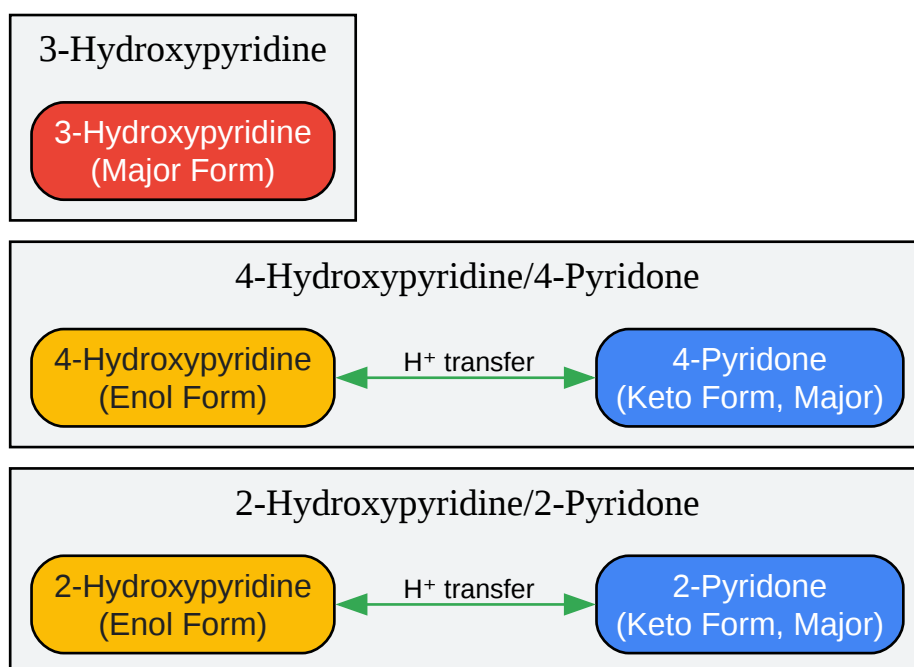 3-Hydroxypyridine
3-Hydroxypyridine
(Major Form)
4-Hydroxypyridine/4-Pyridone
4-Hydroxypyridine
(Enol Form)
H⁺ transfer
4-Pyridone
(Keto Form, Major)
2-Hydroxypyridine/2-Pyridone
2-Hydroxypyridine
(Enol Form)
H⁺ transfer
2-Pyridone
(Keto Form, Major)